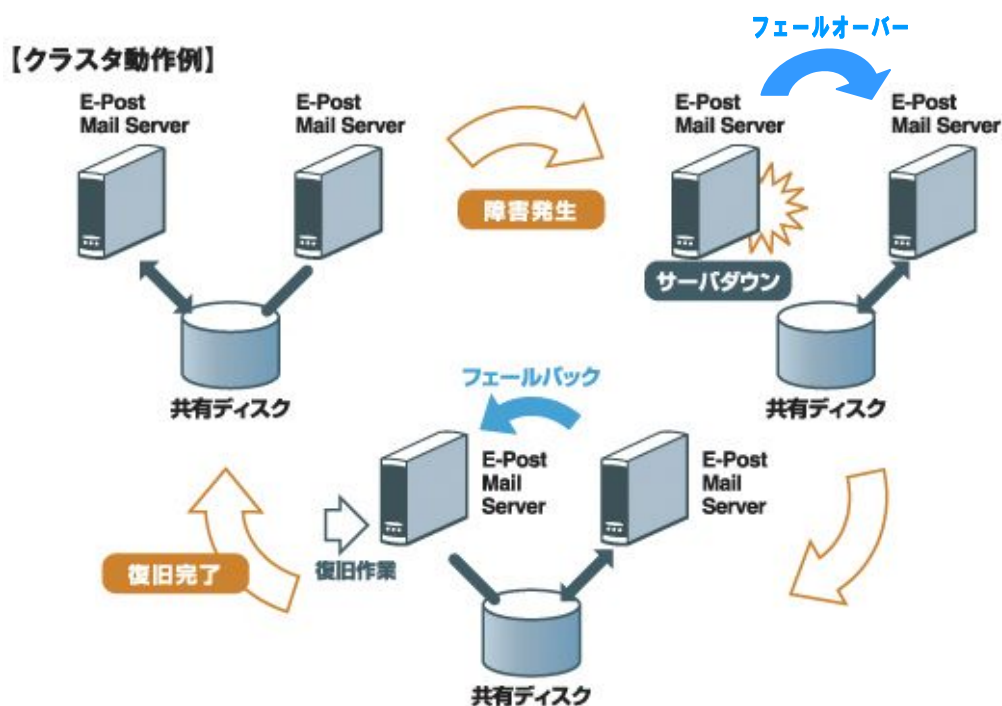 【クラスタ動作例】
フェールオーバー
E-Post
Mail Server
E-Post
Mail Server
障害発生
E-Post
Mail Server
E-Post
Mail Server
サーバダウン
共有ディスク
共有ディスク
フェールバック
E-Post
Mail
Server
E-Post
Mail
Server
復旧作業
復旧完了
共有ディスク